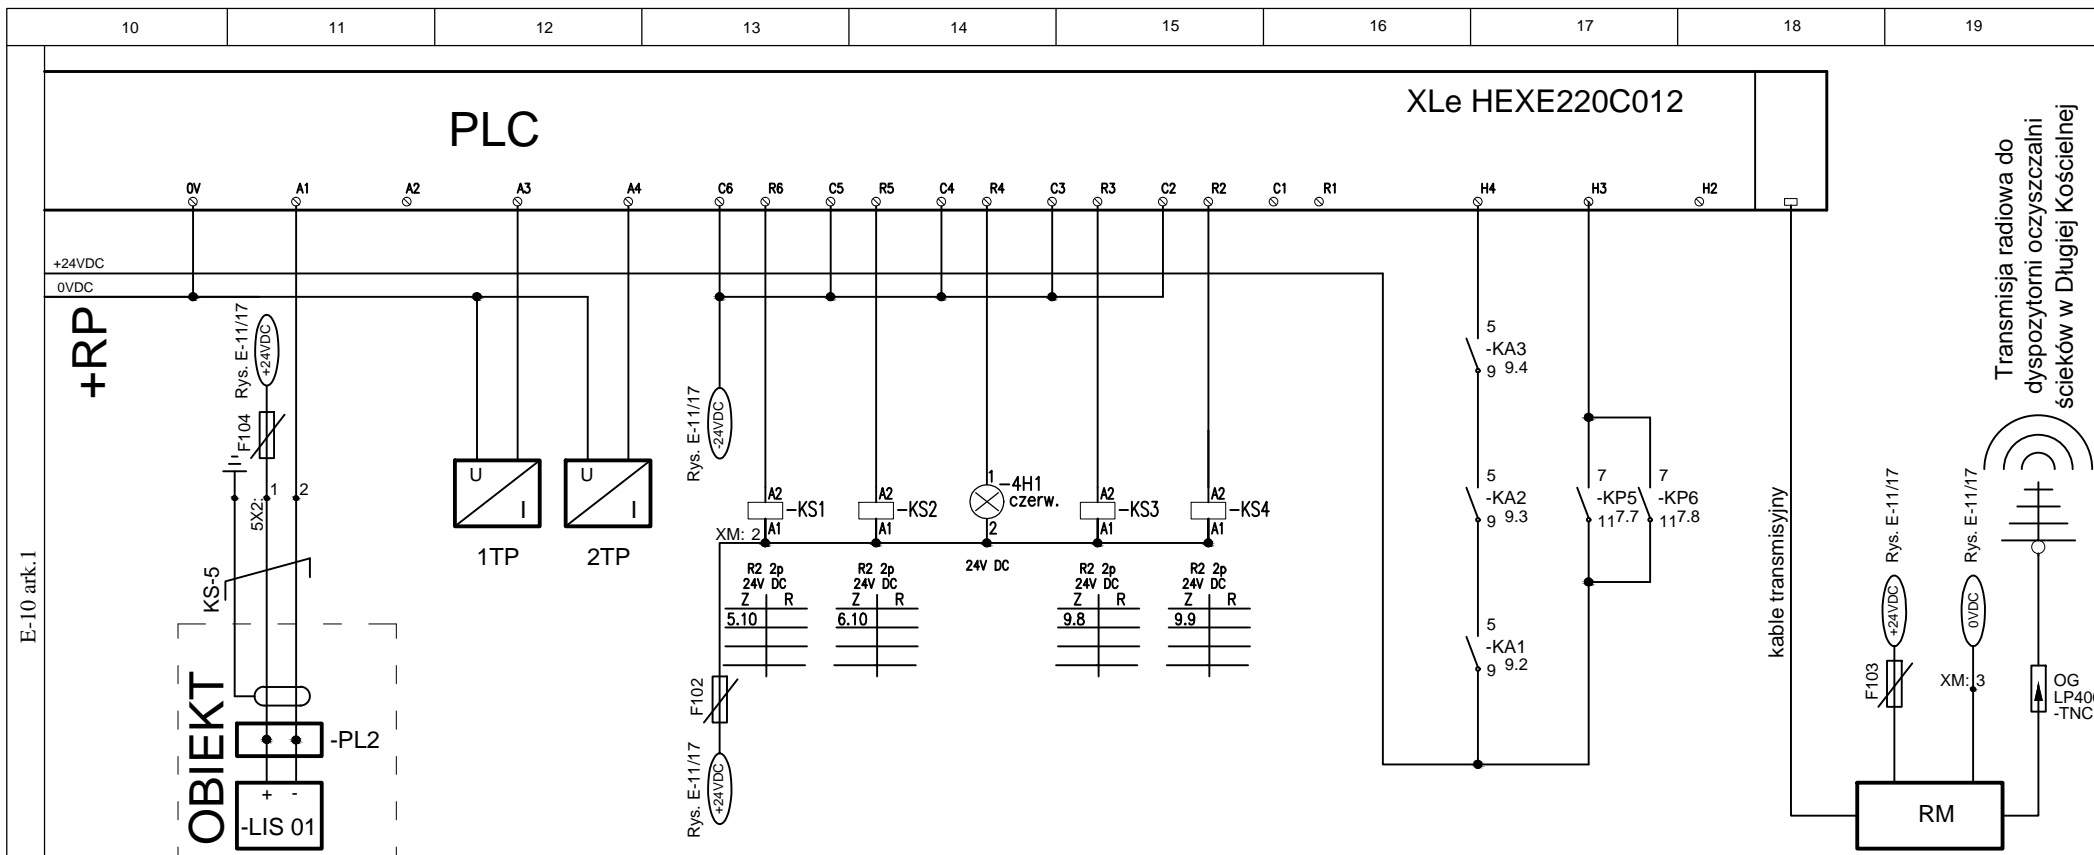 10 11 12 13 14 15 16 17 18 19
PLC
XLe HEXE220C012
0V A1 A2 A3 A4 C6 R6 C5 R5 C4 R4 C3 R3 C2 R2 C1 R1 H4 H3 H2
+24VDC
0VDC
+RP
E-10 ark.1
Rys. E-11/17
+24VDC
F104
5X2:
1
2
KS-5
OBIEKT
-PL2
+ -
-LIS 01
U
I
1TP
U
I
2TP
Rys. E-11/17
-24VDC
A2
-KS1
A1
A2
-KS2
A1
1
-4H1
czerw.
2
A2
-KS3
A1
A2
-KS4
A1
XM: 2
24V DC
R2 2p
24V DC
Z R
5.10
R2 2p
24V DC
Z R
6.10
R2 2p
24V DC
Z R
9.8
R2 2p
24V DC
Z R
9.9
F102
Rys. E-11/17
+24VDC
5
-KA3
9 9.4
5
-KA2
9 9.3
5
-KA1
9 9.2
7
-KP5
11 7.7
7
-KP6
11 7.8
kable transmisyjny
Transmisja radiowa do
dyspozytorni oczyszczalni
ścieków w Długiej Kościelnej
Rys. E-11/17
+24VDC
F103
Rys. E-11/17
0VDC
XM: 3
OG
-TNC
RM